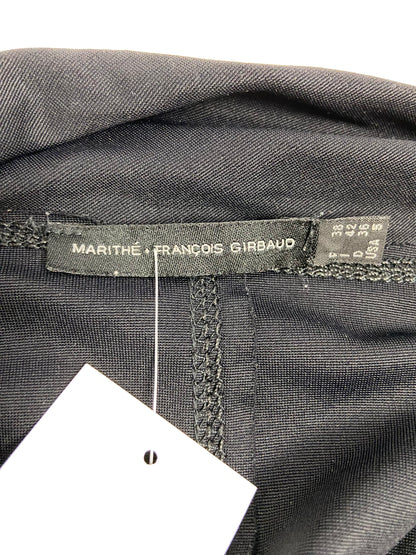 MARITHÉ + FRANÇOIS GIRBAUD
F 38
I 42
D 36
USA S